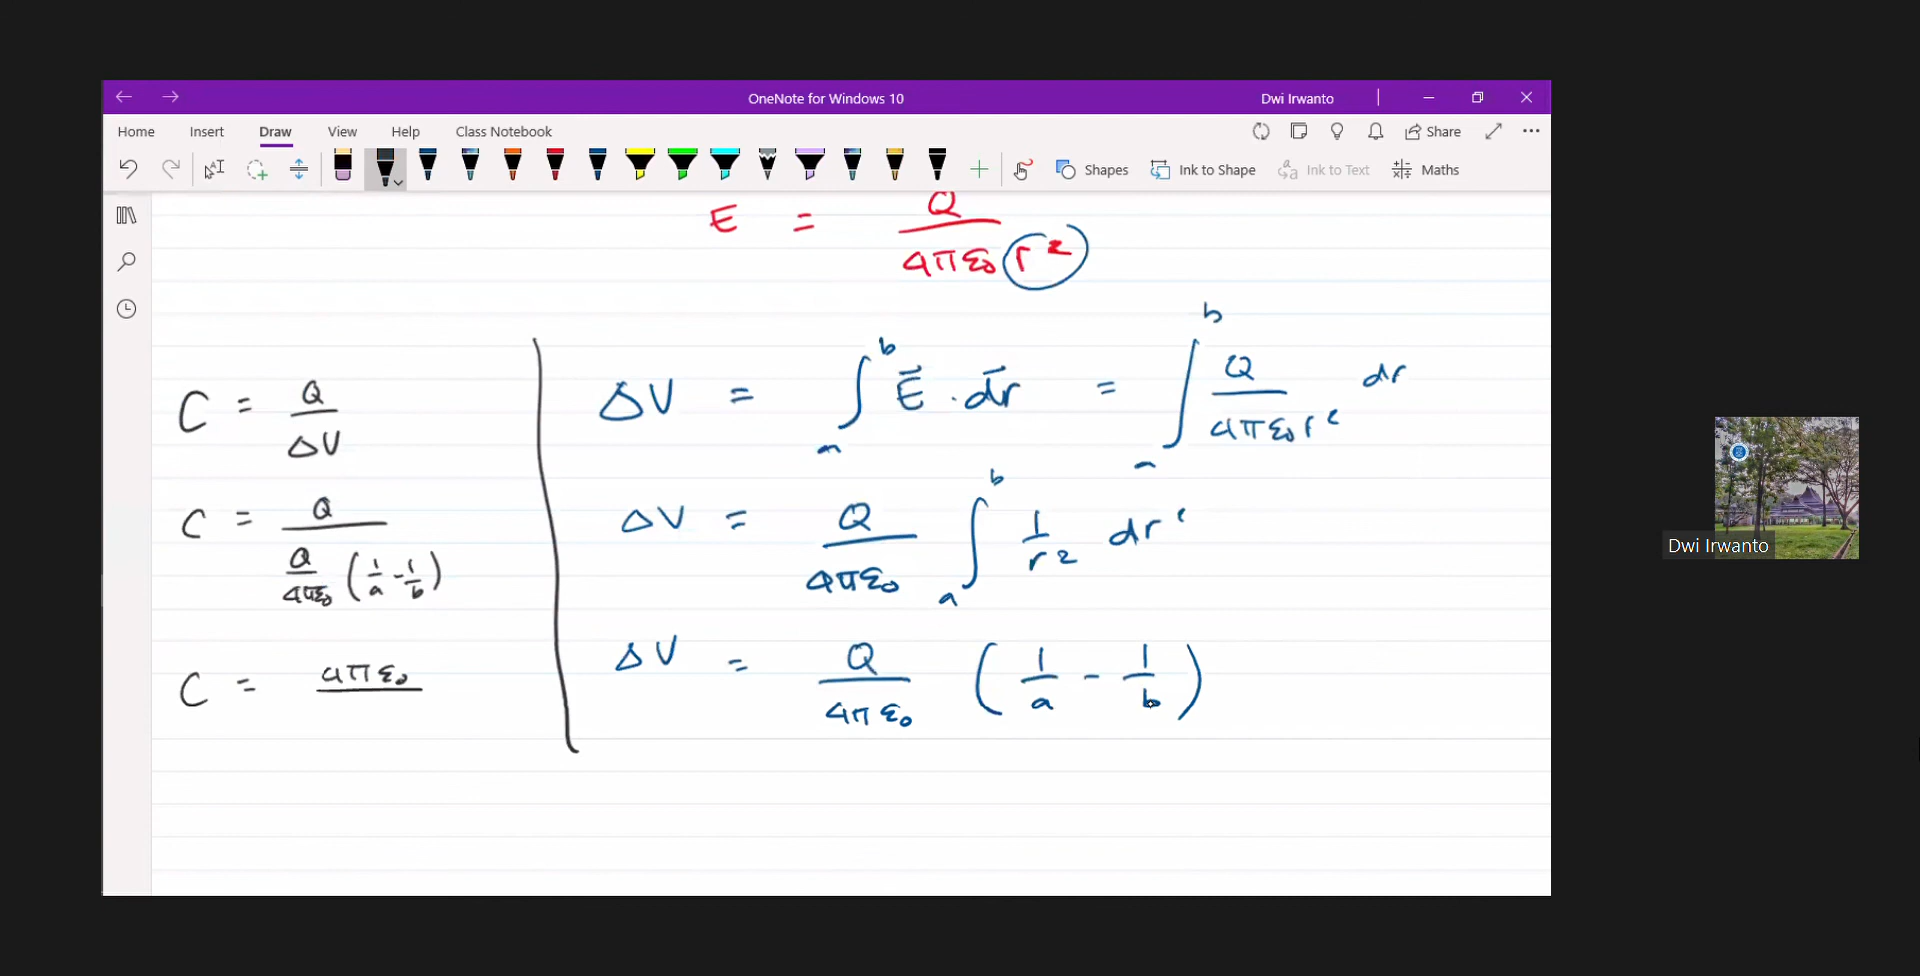 OneNote for Windows 10
Dwi Irwanto
Home Insert Draw View Help Class Notebook
Share
Shapes Ink to Shape Ink to Text Maths
E = Q / 4πε₀ r²
C = Q / ΔV
C = Q / (Q / 4πε₀ (1/a - 1/b))
C = 4πε₀
ΔV = ∫ₐᵇ E⃗ · dr⃗ = ∫ₐᵇ Q / 4πε₀r² dr
ΔV = Q / 4πε₀ ∫ₐᵇ 1/r² dr
ΔV = Q / 4πε₀ (1/a - 1/b)
Dwi Irwanto